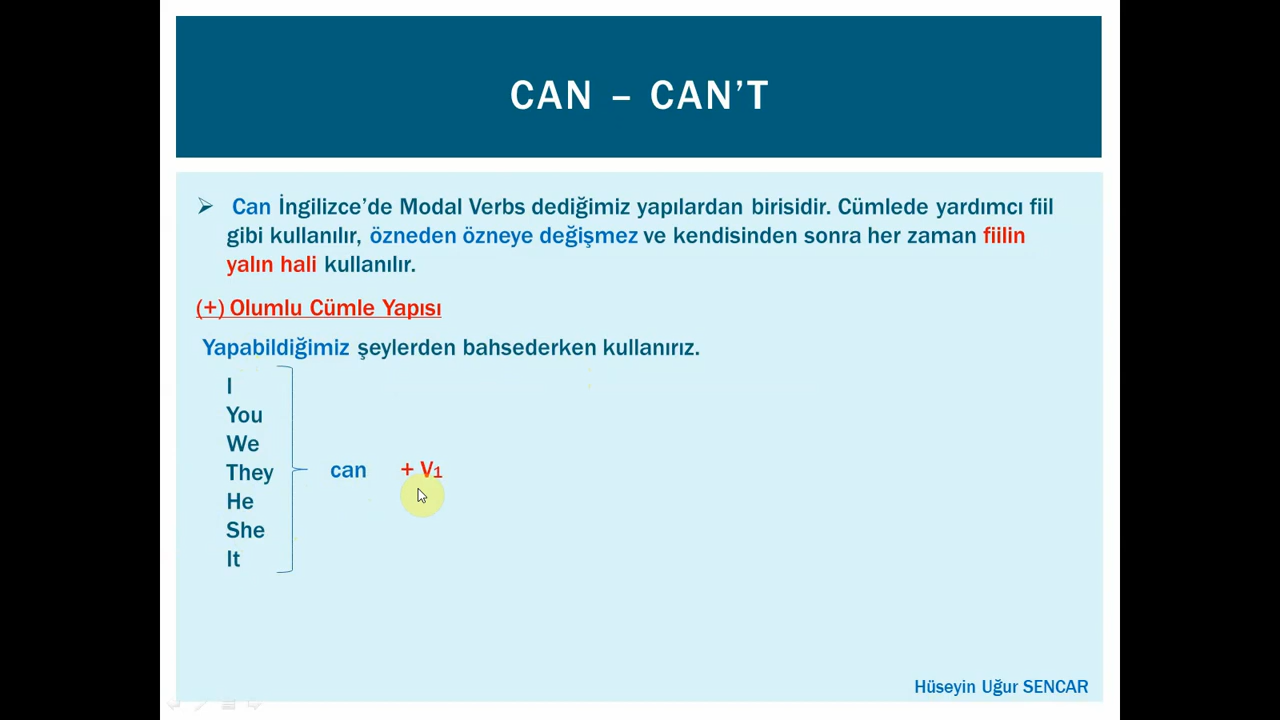 CAN – CAN'T
➢ Can İngilizce'de Modal Verbs dediğimiz yapılardan birisidir. Cümlede yardımcı fiil
gibi kullanılır, özneden özneye değişmez ve kendisinden sonra her zaman fiilin
yalın hali kullanılır.
(+) Olumlu Cümle Yapısı
Yapabildiğimiz şeylerden bahsederken kullanırız.
I
You
We
They
He
She
It
can + V₁
Hüseyin Uğur SENCAR